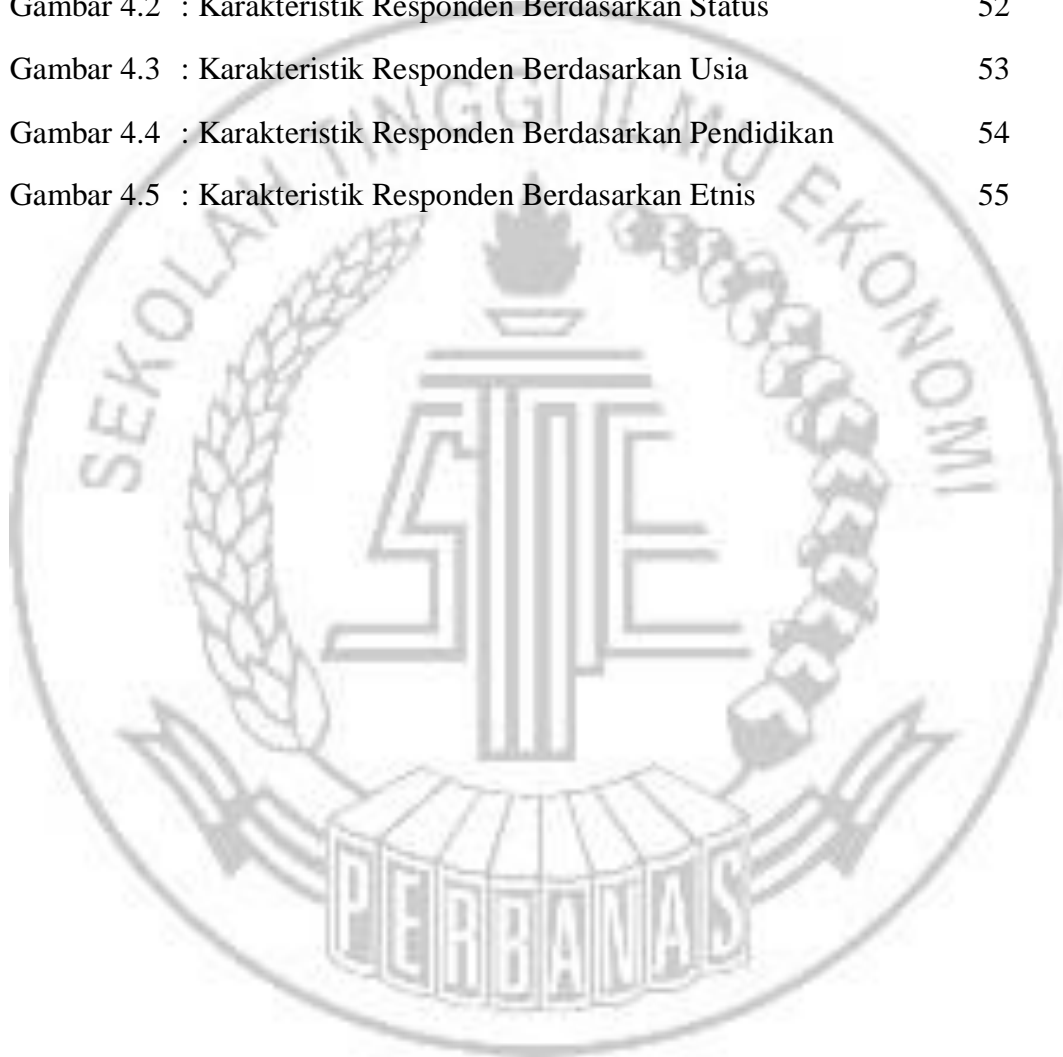 Gambar 4.2 : Karakteristik Responden Berdasarkan Status 52
Gambar 4.3 : Karakteristik Responden Berdasarkan Usia 53
Gambar 4.4 : Karakteristik Responden Berdasarkan Pendidikan 54
Gambar 4.5 : Karakteristik Responden Berdasarkan Etnis 55
SEKOLAH TINGGI ILMU EKONOMI
STIE
PERBANAS